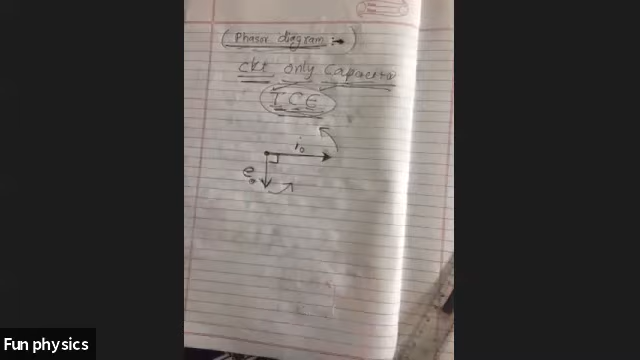 (Phasor diagram :→)
ckt only Capacitor
ICE
i₀
e₀
Fun physics